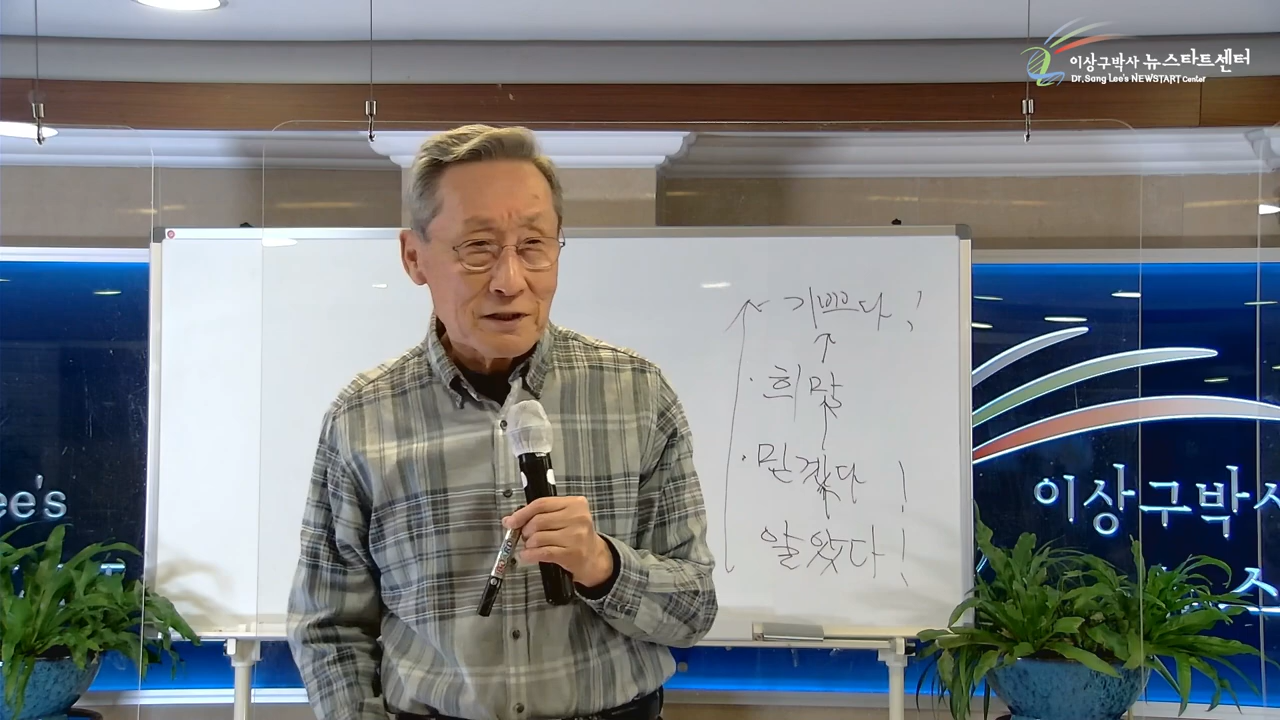 이상구박사 뉴스타트센터
Dr. Sang Lee's NEWSTART Center
기쁘다!
· 희망
· 믿겠다!
알았다!
ee's
이상구박사